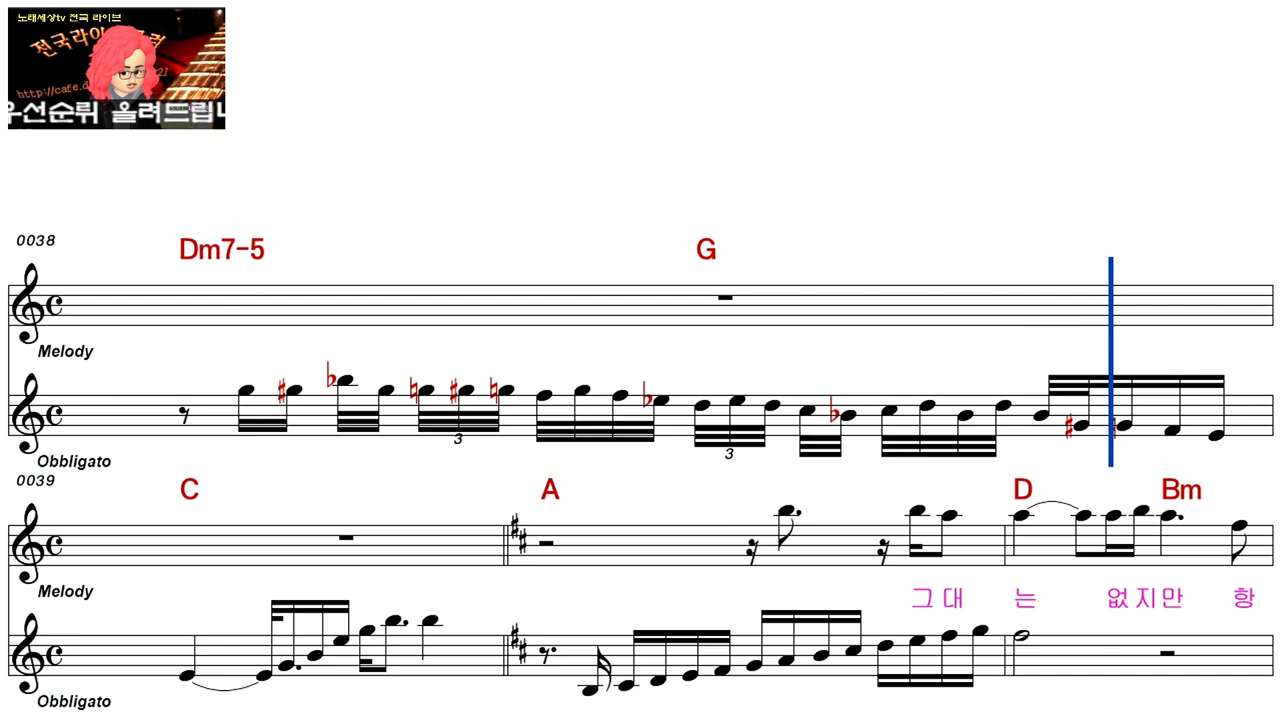 노래세상tv 전국 라이브
http://cafe.d
우선순위 올려드립니
0038
Dm7-5 G
Melody
3 3
Obbligato
0039
C A D Bm
Melody
그대 는 없지만 항
Obbligato